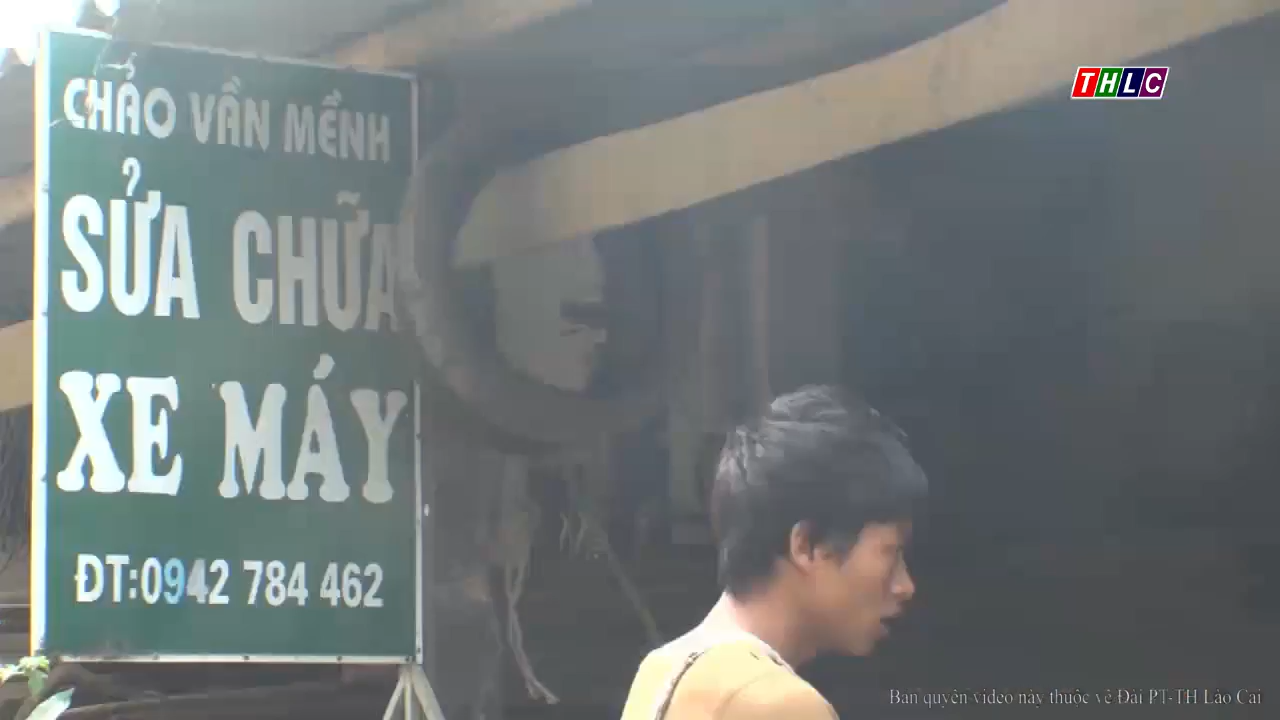 CHẢO VẦN MỀNH
SỬA CHỮA
XE MÁY
ĐT:0942 784 462
THLC
Bản quyền video này thuộc về Đài PT-TH Lào Cai